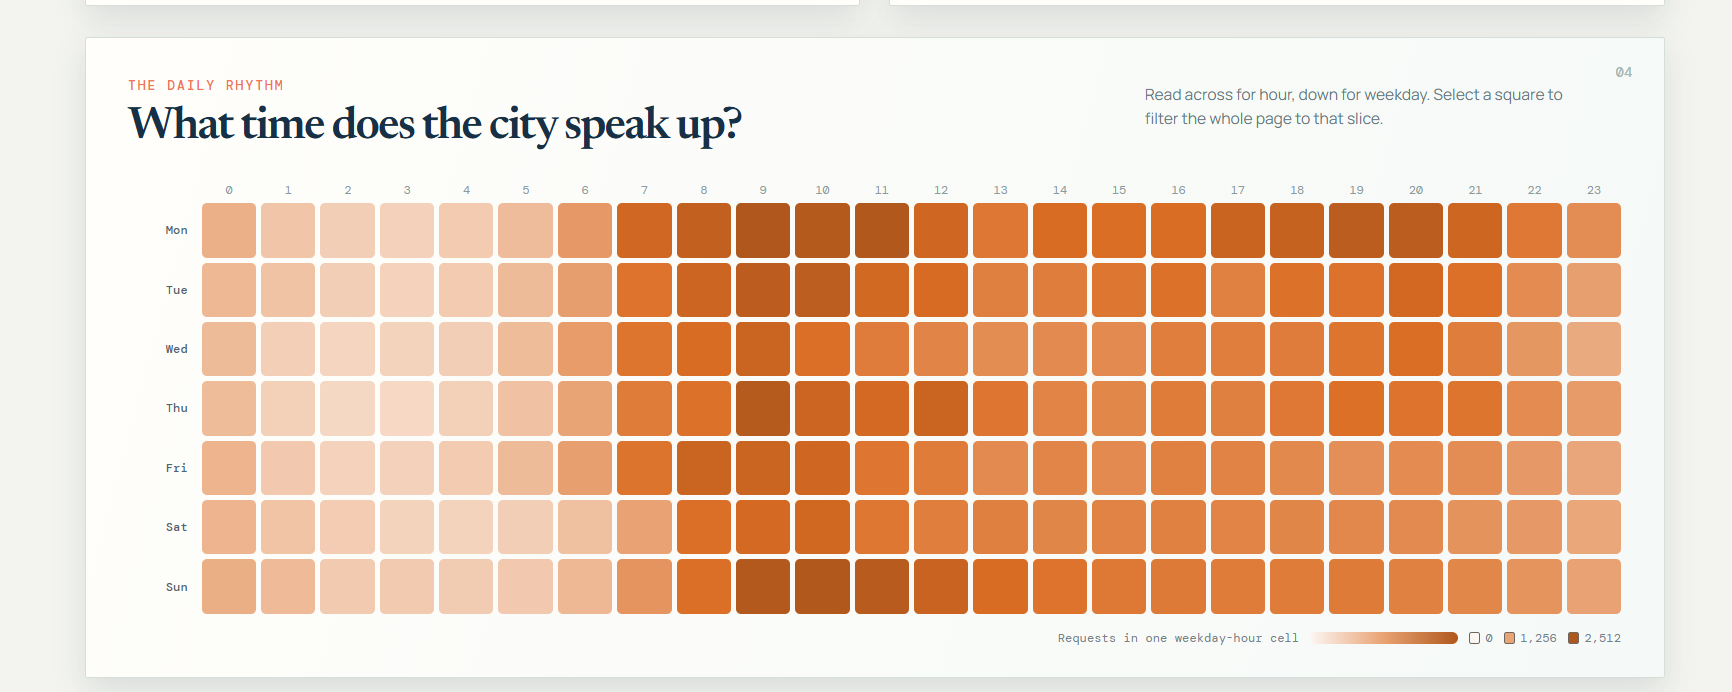 THE DAILY RHYTHM
What time does the city speak up?
04
Read across for hour, down for weekday. Select a square to
filter the whole page to that slice.
0 1 2 3 4 5 6 7 8 9 10 11 12 13 14 15 16 17 18 19 20 21 22 23
Mon
Tue
Wed
Thu
Fri
Sat
Sun
Requests in one weekday-hour cell 0 1,256 2,512